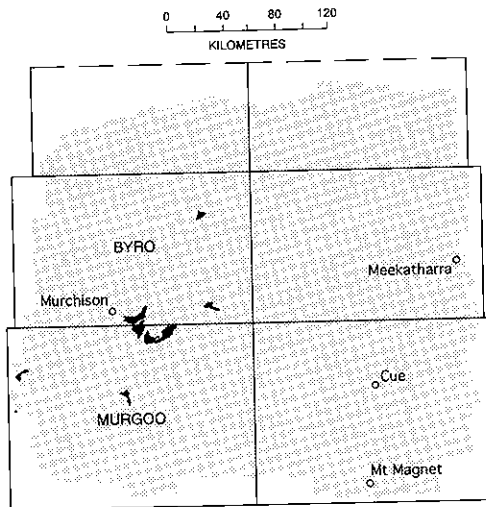 0 40 80 120
KILOMETRES
BYRO
Meekatharra
Murchison
Cue
MURGOO
Mt Magnet